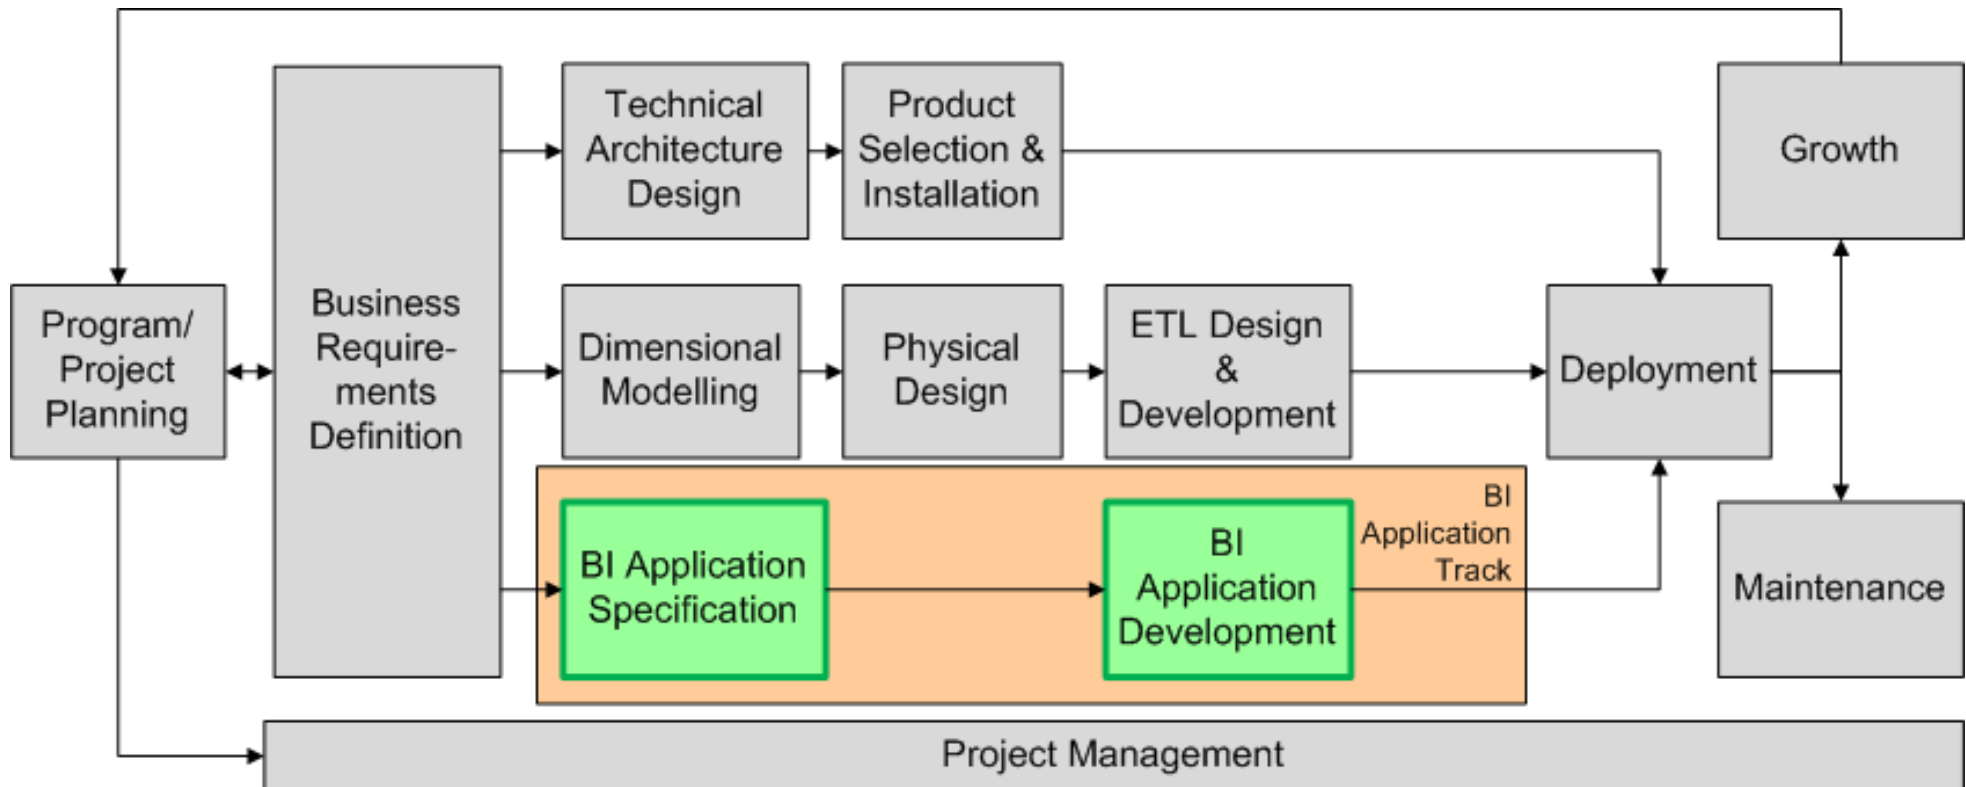 Technical
Architecture
Design
Product
Selection &
Installation
Growth
Program/
Project
Planning
Business
Require-
ments
Definition
Dimensional
Modelling
Physical
Design
ETL Design
&
Development
Deployment
BI Application
Specification
BI
Application
Development
BI
Application
Track
Maintenance
Project Management